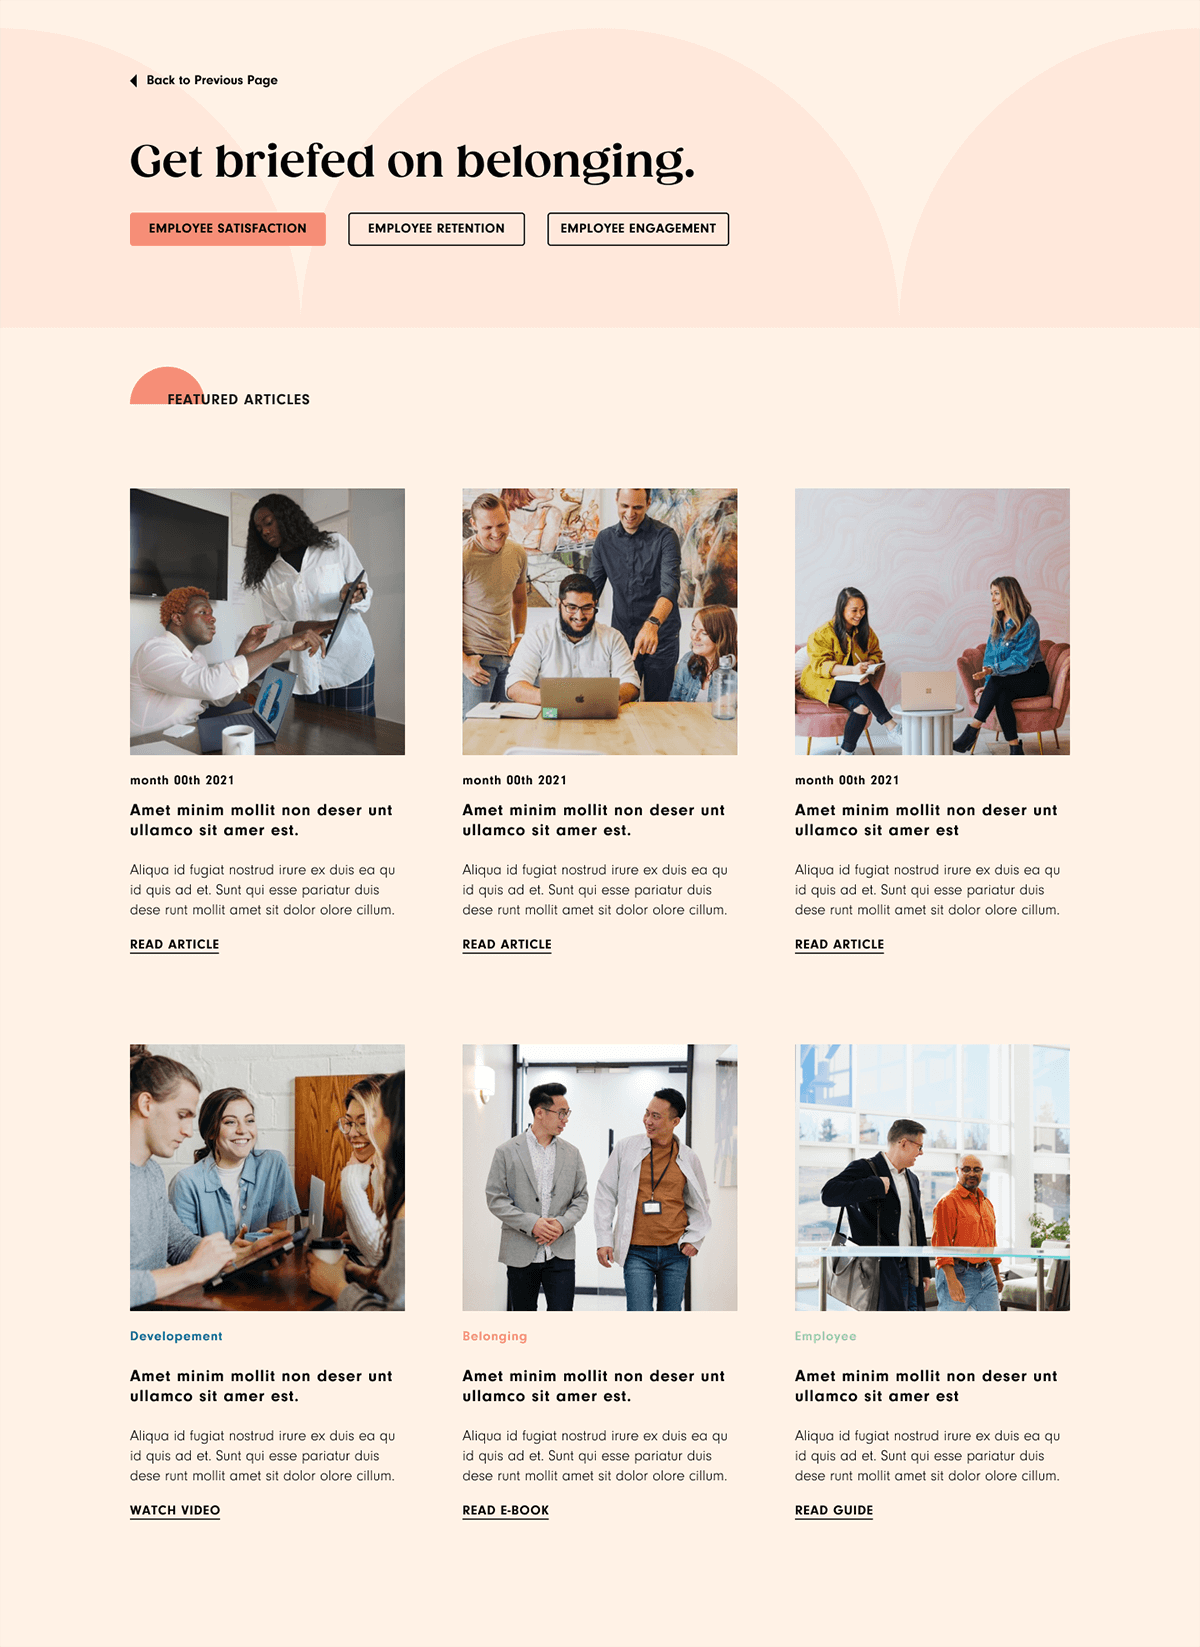 Back to Previous Page
Get briefed on belonging.
EMPLOYEE SATISFACTION
EMPLOYEE RETENTION
EMPLOYEE ENGAGEMENT
FEATURED ARTICLES
month 00th 2021
Amet minim mollit non deser unt
ullamco sit amer est.
Aliqua id fugiat nostrud irure ex duis ea qu
id quis ad et. Sunt qui esse pariatur duis
dese runt mollit amet sit dolor olore cillum.
READ ARTICLE
month 00th 2021
Amet minim mollit non deser unt
ullamco sit amer est.
Aliqua id fugiat nostrud irure ex duis ea qu
id quis ad et. Sunt qui esse pariatur duis
dese runt mollit amet sit dolor olore cillum.
READ ARTICLE
month 00th 2021
Amet minim mollit non deser unt
ullamco sit amer est
Aliqua id fugiat nostrud irure ex duis ea qu
id quis ad et. Sunt qui esse pariatur duis
dese runt mollit amet sit dolor olore cillum.
READ ARTICLE
Developement
Amet minim mollit non deser unt
ullamco sit amer est.
Aliqua id fugiat nostrud irure ex duis ea qu
id quis ad et. Sunt qui esse pariatur duis
dese runt mollit amet sit dolor olore cillum.
WATCH VIDEO
Belonging
Amet minim mollit non deser unt
ullamco sit amer est.
Aliqua id fugiat nostrud irure ex duis ea qu
id quis ad et. Sunt qui esse pariatur duis
dese runt mollit amet sit dolor olore cillum.
READ E-BOOK
Employee
Amet minim mollit non deser unt
ullamco sit amer est
Aliqua id fugiat nostrud irure ex duis ea qu
id quis ad et. Sunt qui esse pariatur duis
dese runt mollit amet sit dolor olore cillum.
READ GUIDE